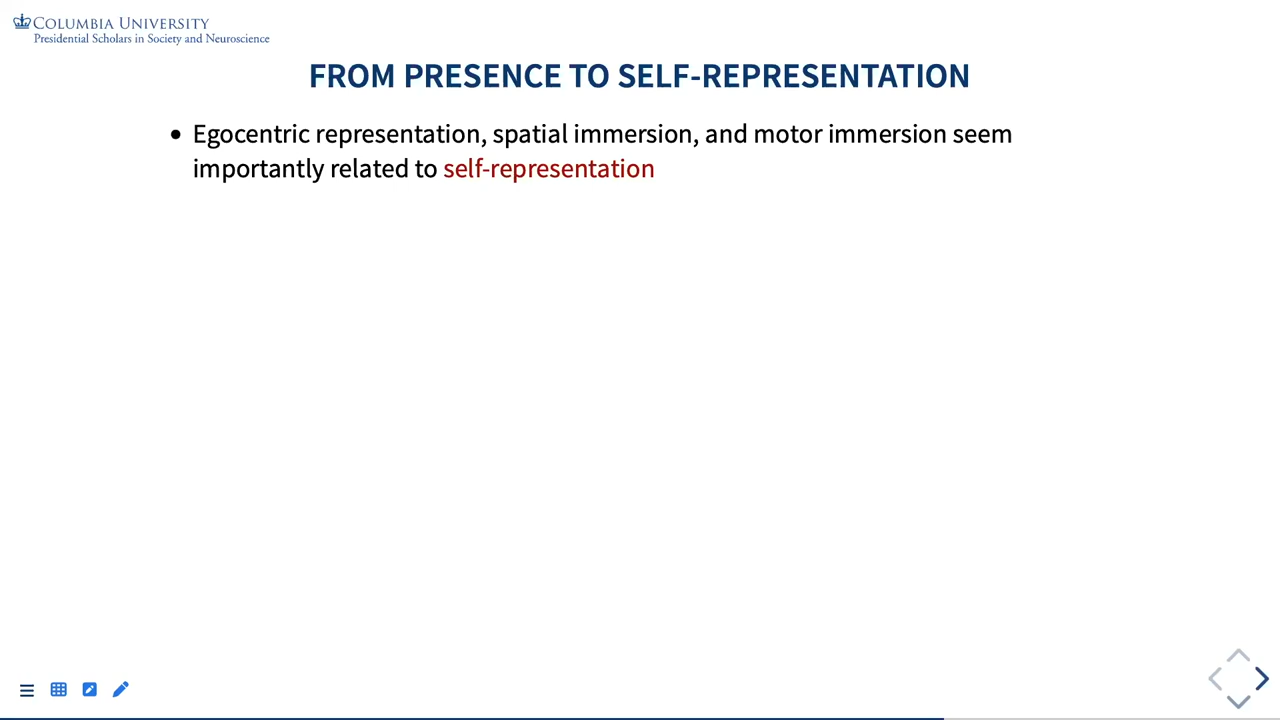 COLUMBIA UNIVERSITY
Presidential Scholars in Society and Neuroscience
FROM PRESENCE TO SELF-REPRESENTATION
• Egocentric representation, spatial immersion, and motor immersion seem
importantly related to self-representation